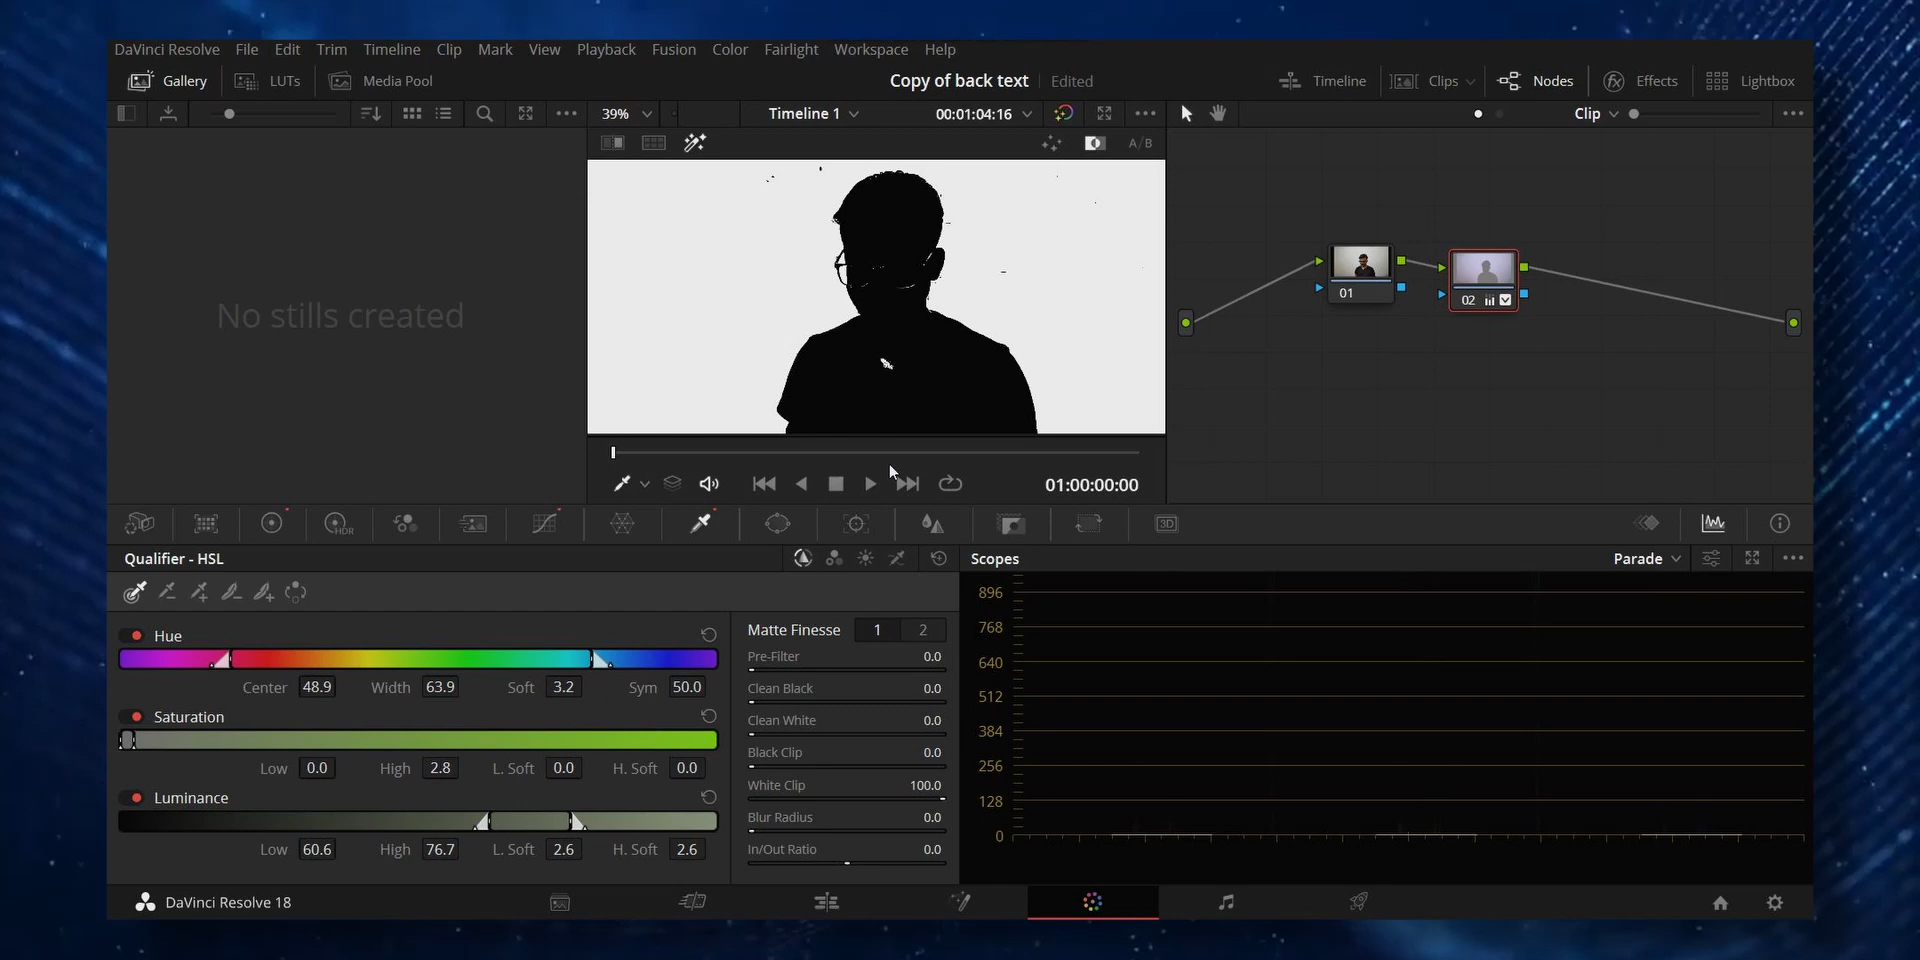 DaVinci Resolve File Edit Trim Timeline Clip Mark View Playback Fusion Color Fairlight Workspace Help
Gallery LUTs Media Pool Copy of back text Edited Timeline Clips Nodes Effects Lightbox
39% Timeline 1 00:01:04:16 Clip
A/B
No stills created
01
02
01:00:00:00
HDR
3D
Qualifier - HSL
Scopes
Parade
Hue
Center 48.9 Width 63.9 Soft 3.2 Sym 50.0
Saturation
Low 0.0 High 2.8 L. Soft 0.0 H. Soft 0.0
Luminance
Low 60.6 High 76.7 L. Soft 2.6 H. Soft 2.6
Matte Finesse 1 2
Pre-Filter 0.0
Clean Black 0.0
Clean White 0.0
Black Clip 0.0
White Clip 100.0
Blur Radius 0.0
In/Out Ratio 0.0
896
768
640
512
384
256
128
0
DaVinci Resolve 18